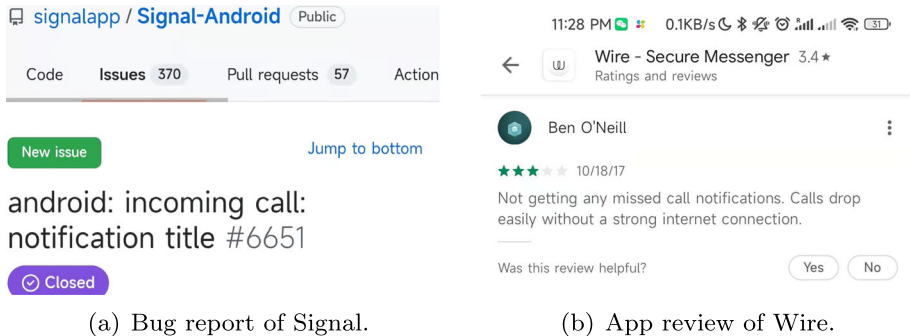 signalapp / Signal-Android Public
Code Issues 370 Pull requests 57 Action
New issue Jump to bottom
android: incoming call:
notification title #6651
Closed
(a) Bug report of Signal.
11:28 PM 0.1KB/s 31
Wire - Secure Messenger 3.4★
Ratings and reviews
Ben O'Neill
10/18/17
Not getting any missed call notifications. Calls drop
easily without a strong internet connection.
Was this review helpful? Yes No
(b) App review of Wire.